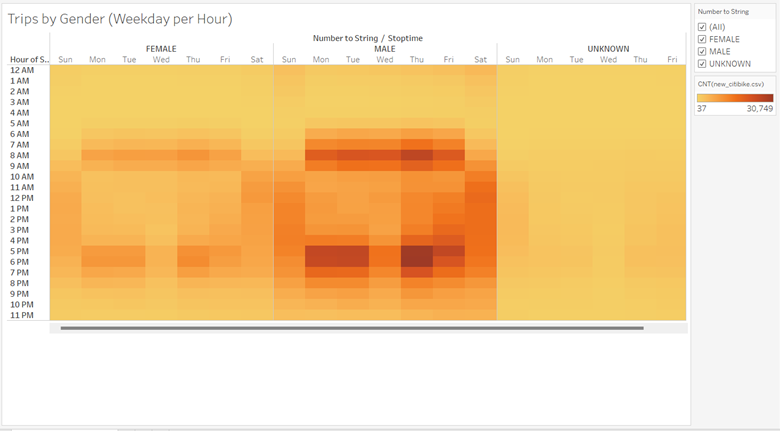 Trips by Gender (Weekday per Hour)
Number to String / Stoptime
FEMALE MALE UNKNOWN
Hour of S.. Sun Mon Tue Wed Thu Fri Sat Sun Mon Tue Wed Thu Fri Sat Sun Mon Tue Wed Thu Fri
12 AM
1 AM
2 AM
3 AM
4 AM
5 AM
6 AM
7 AM
8 AM
9 AM
10 AM
11 AM
12 PM
1 PM
2 PM
3 PM
4 PM
5 PM
6 PM
7 PM
8 PM
9 PM
10 PM
11 PM
Number to String
(All)
FEMALE
MALE
UNKNOWN
CNT(new_citibike.csv)
37 30,749